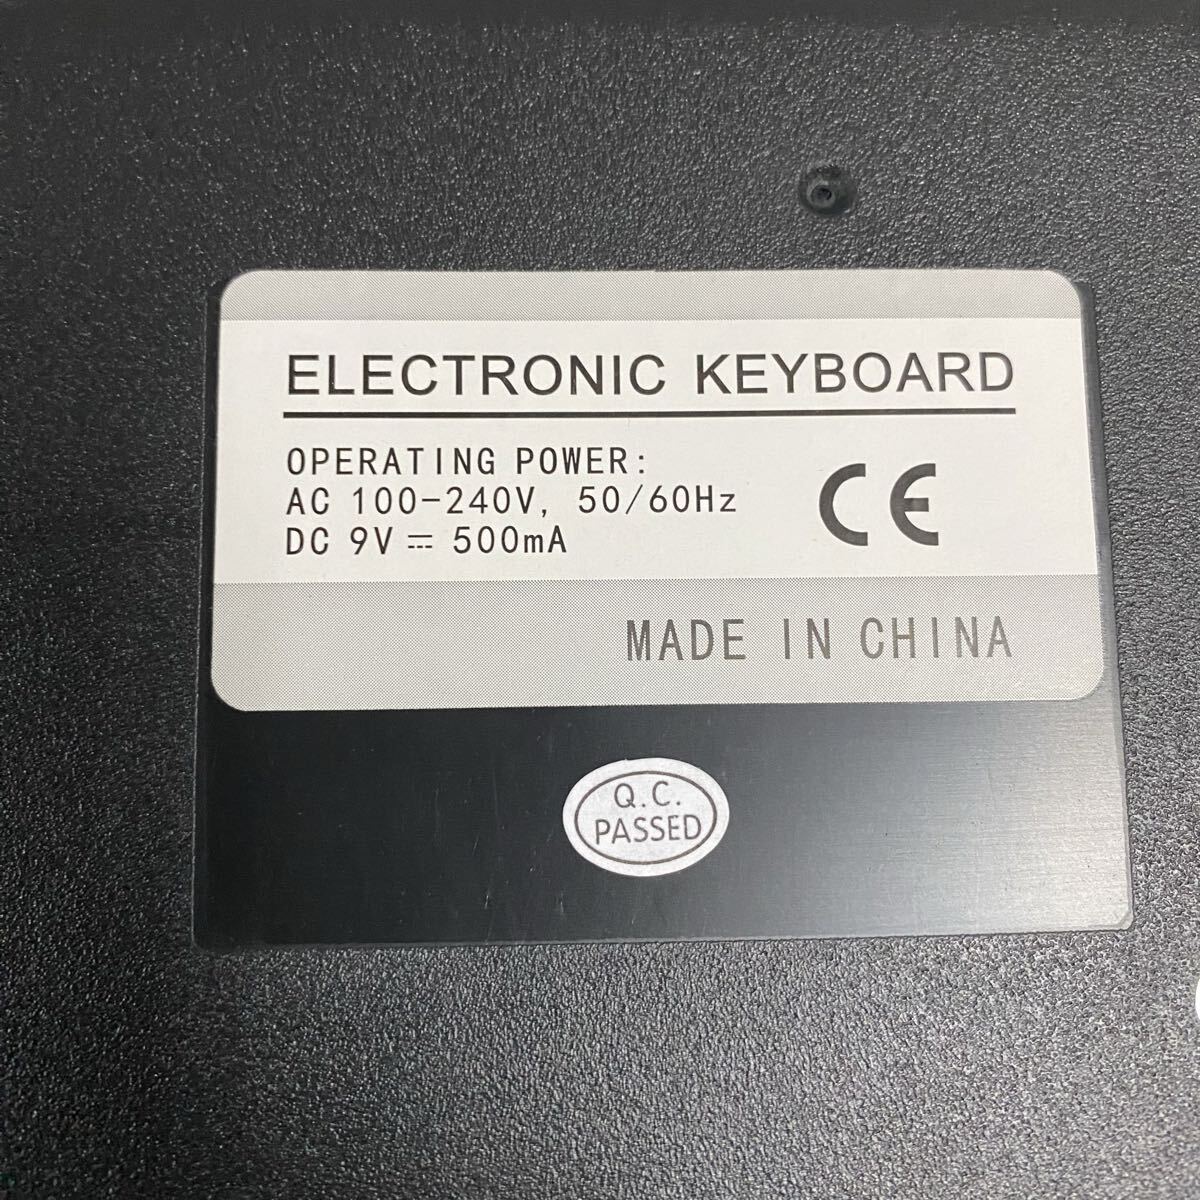 ELECTRONIC KEYBOARD
OPERATING POWER:
AC 100-240V, 50/60Hz
DC 9V ⎓ 500mA
CE
MADE IN CHINA
Q.C.
PASSED